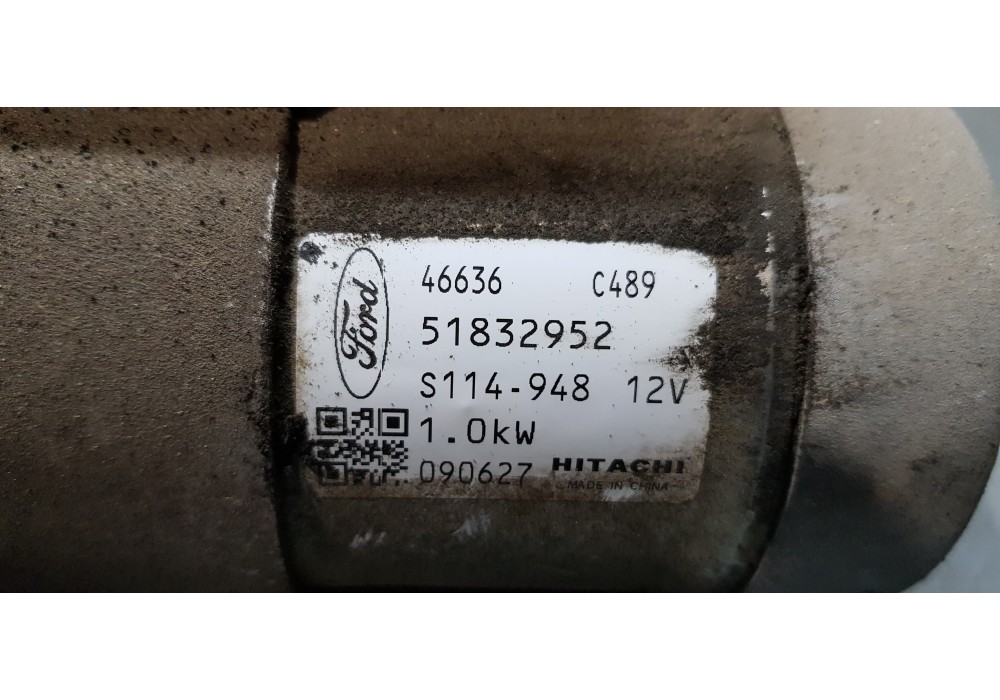 Ford
46636 C489
51832952
S114-948 12V
1.0kW
090627 HITACHI
MADE IN CHINA